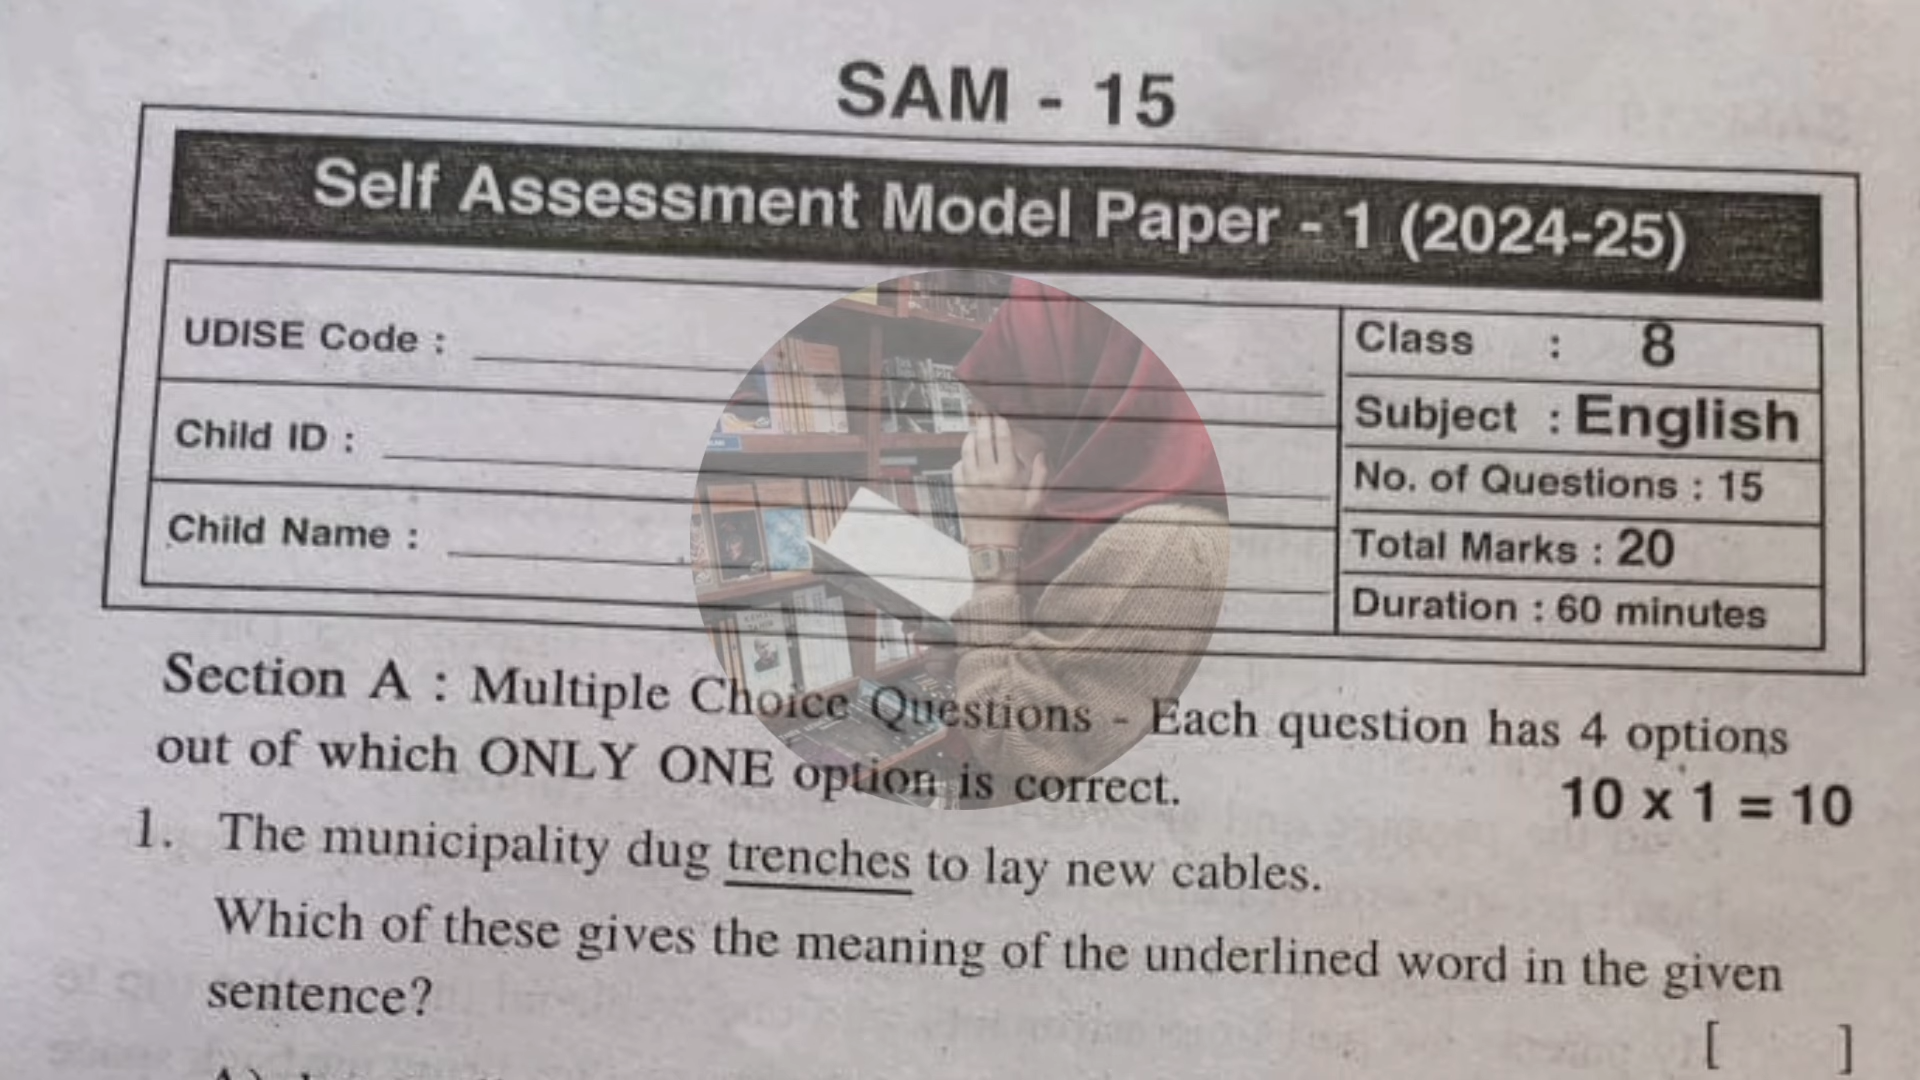 SAM - 15
Self Assessment Model Paper - 1 (2024-25)
UDISE Code :
Child ID :
Child Name :
Class : 8
Subject : English
No. of Questions : 15
Total Marks : 20
Duration : 60 minutes
Section A : Multiple Choice Questions - Each question has 4 options
out of which ONLY ONE option is correct.
10 x 1 = 10
1. The municipality dug trenches to lay new cables.
Which of these gives the meaning of the underlined word in the given
sentence?
[ ]